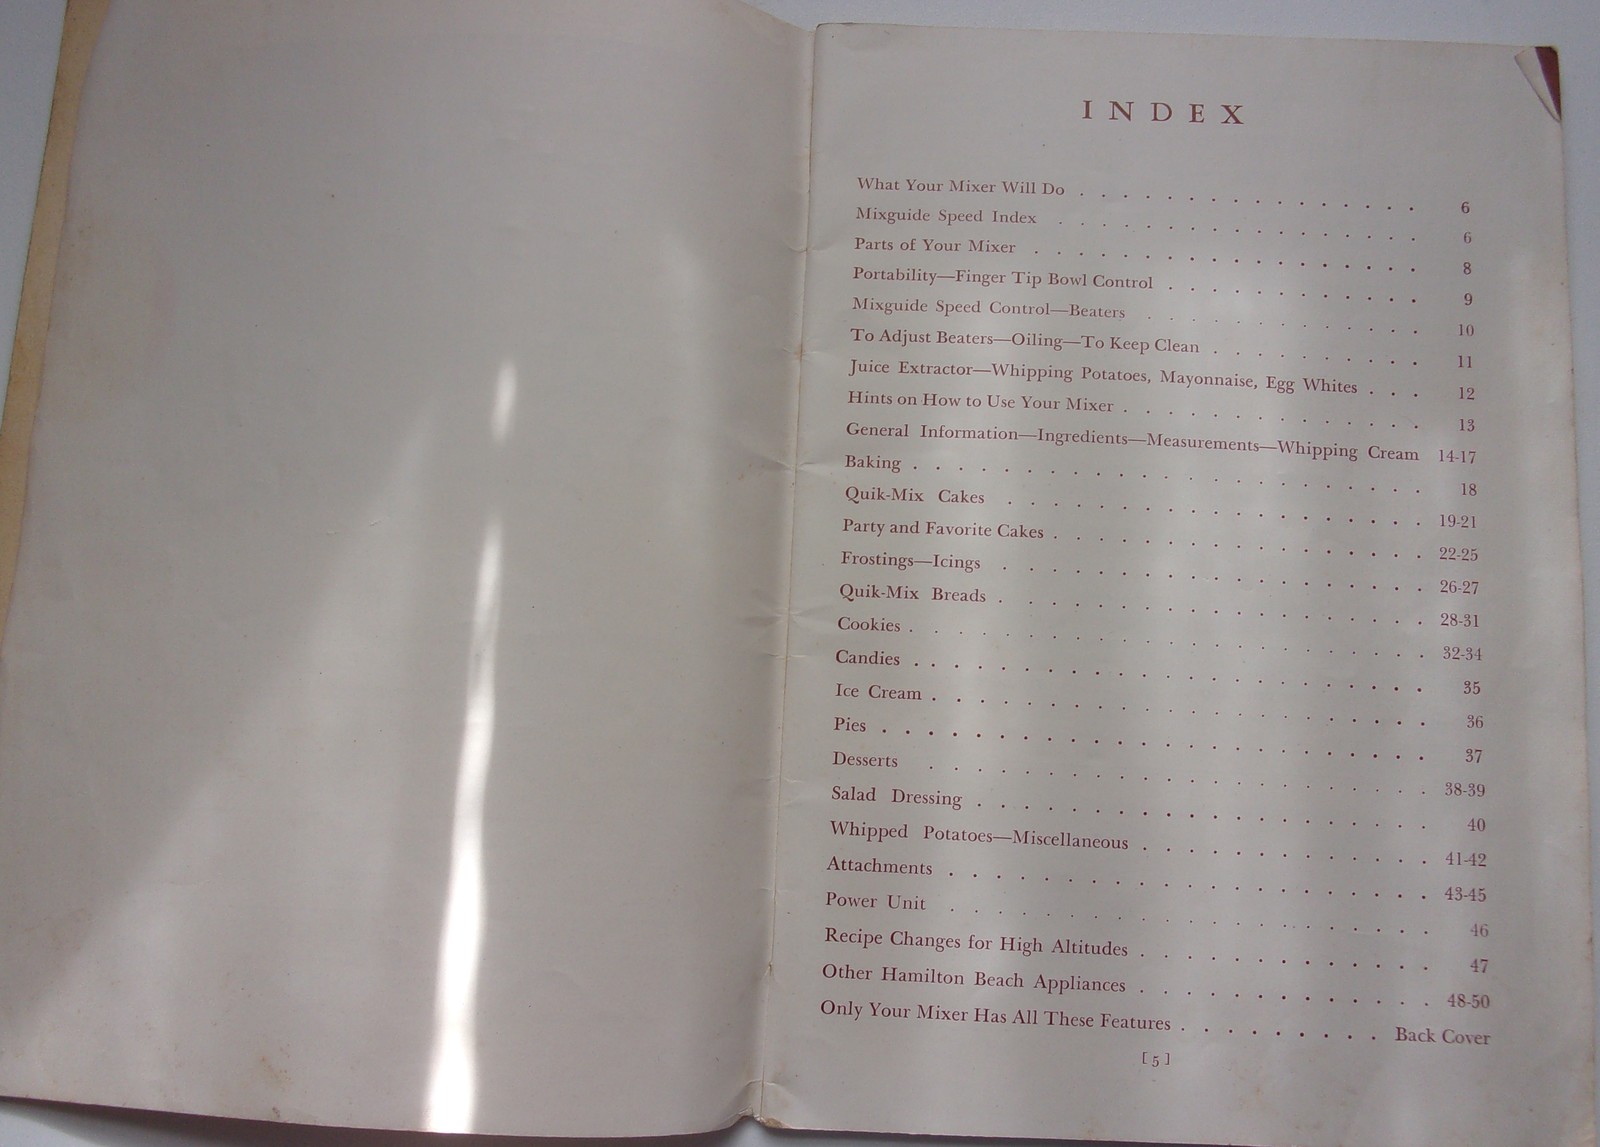 INDEX
What Your Mixer Will Do . . . . . . . . . . . . . . . 6
Mixguide Speed Index . . . . . . . . . . . . . . . . 6
Parts of Your Mixer . . . . . . . . . . . . . . . . . 8
Portability—Finger Tip Bowl Control . . . . . . . . . . . 9
Mixguide Speed Control—Beaters . . . . . . . . . . . . 10
To Adjust Beaters—Oiling—To Keep Clean . . . . . . . . . 11
Juice Extractor—Whipping Potatoes, Mayonnaise, Egg Whites . . . 12
Hints on How to Use Your Mixer . . . . . . . . . . . . . 13
General Information—Ingredients—Measurements—Whipping Cream 14-17
Baking . . . . . . . . . . . . . . . . . . . . . . 18
Quik-Mix Cakes . . . . . . . . . . . . . . . . . . 19-21
Party and Favorite Cakes . . . . . . . . . . . . . . . . 22-25
Frostings—Icings . . . . . . . . . . . . . . . . . . 26-27
Quik-Mix Breads . . . . . . . . . . . . . . . . . . 28-31
Cookies . . . . . . . . . . . . . . . . . . . . . . 32-34
Candies . . . . . . . . . . . . . . . . . . . . . . 35
Ice Cream . . . . . . . . . . . . . . . . . . . . . 36
Pies . . . . . . . . . . . . . . . . . . . . . . . 37
Desserts . . . . . . . . . . . . . . . . . . . . . 38-39
Salad Dressing . . . . . . . . . . . . . . . . . . . 40
Whipped Potatoes—Miscellaneous . . . . . . . . . . . . 41-42
Attachments . . . . . . . . . . . . . . . . . . . . 43-45
Power Unit . . . . . . . . . . . . . . . . . . . . 46
Recipe Changes for High Altitudes . . . . . . . . . . . . 47
Other Hamilton Beach Appliances . . . . . . . . . . . . 48-50
Only Your Mixer Has All These Features . . . . . . . . . Back Cover
[ 5 ]